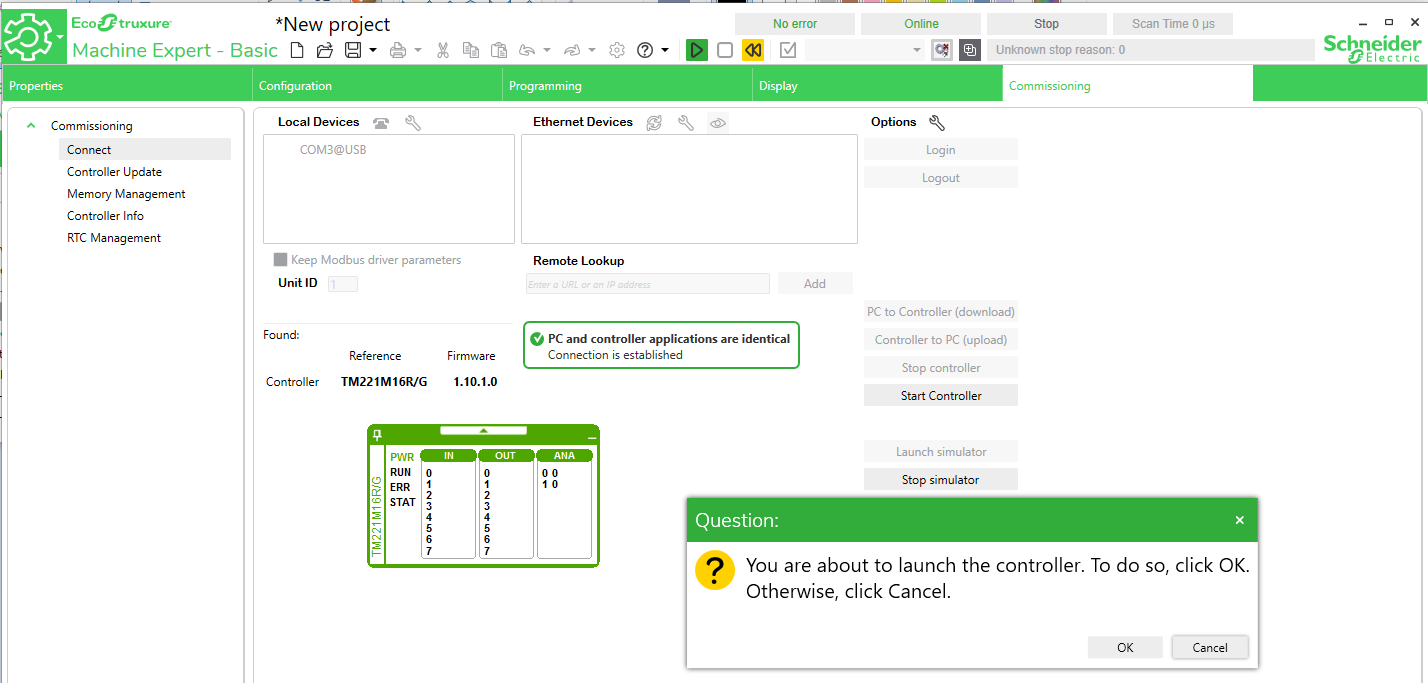 EcoStruxure
Machine Expert - Basic
*New project
No error
Online
Stop
Scan Time 0 µs
Unknown stop reason: 0
Schneider
Electric
Properties
Configuration
Programming
Display
Commissioning
Commissioning
Connect
Controller Update
Memory Management
Controller Info
RTC Management
Local Devices
COM3@USB
Ethernet Devices
Options
Login
Logout
Keep Modbus driver parameters
Unit ID 1
Remote Lookup
Enter a URL or an IP address
Add
PC to Controller (download)
Controller to PC (upload)
Stop controller
Start Controller
Launch simulator
Stop simulator
Found:
Reference Firmware
Controller TM221M16R/G 1.10.1.0
PC and controller applications are identical
Connection is established
TM221M16R/G
PWR
RUN
ERR
STAT
IN
0
1
2
3
4
5
6
7
OUT
0
1
2
3
4
5
6
7
ANA
0 0
1 0
Question:
You are about to launch the controller. To do so, click OK.
Otherwise, click Cancel.
OK
Cancel